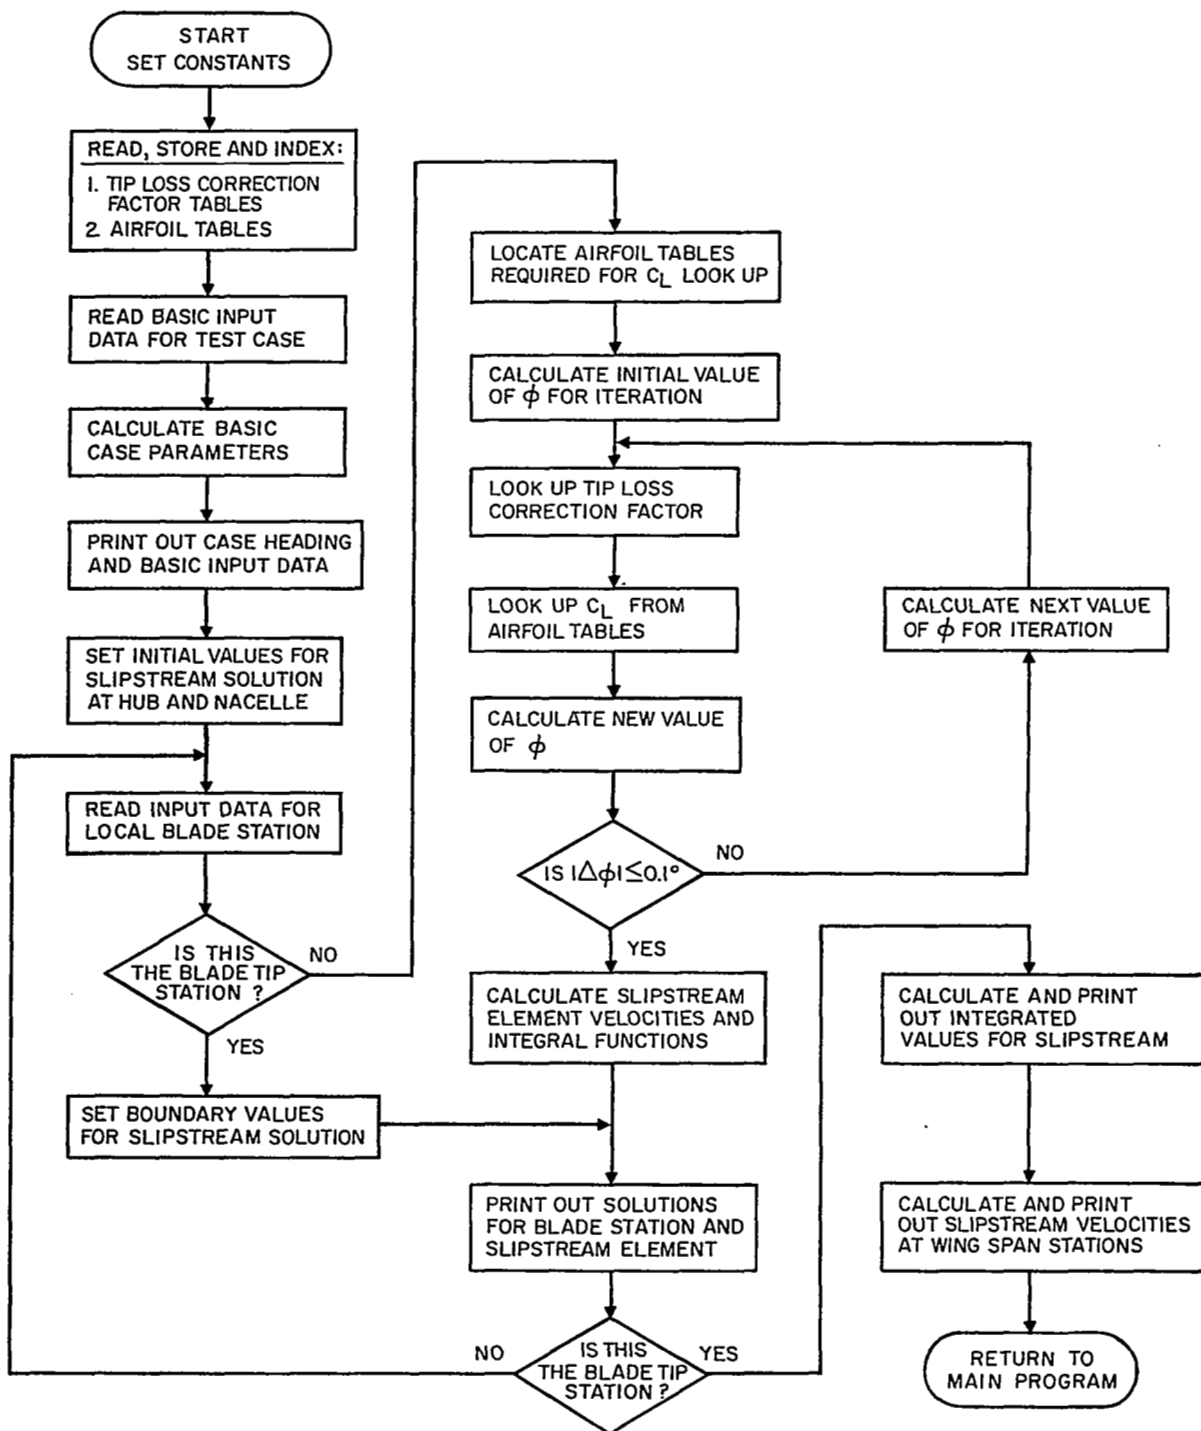 START
SET CONSTANTS
READ, STORE AND INDEX:
1. TIP LOSS CORRECTION
FACTOR TABLES
2. AIRFOIL TABLES
READ BASIC INPUT
DATA FOR TEST CASE
CALCULATE BASIC
CASE PARAMETERS
PRINT OUT CASE HEADING
AND BASIC INPUT DATA
SET INITIAL VALUES FOR
SLIPSTREAM SOLUTION
AT HUB AND NACELLE
READ INPUT DATA FOR
LOCAL BLADE STATION
IS THIS
THE BLADE TIP
STATION ?
NO
YES
SET BOUNDARY VALUES
FOR SLIPSTREAM SOLUTION
LOCATE AIRFOIL TABLES
REQUIRED FOR CL LOOK UP
CALCULATE INITIAL VALUE
OF ϕ FOR ITERATION
LOOK UP TIP LOSS
CORRECTION FACTOR
LOOK UP CL FROM
AIRFOIL TABLES
CALCULATE NEW VALUE
OF ϕ
IS |Δϕ| ≤ 0.1°
NO
YES
CALCULATE NEXT VALUE
OF ϕ FOR ITERATION
CALCULATE SLIPSTREAM
ELEMENT VELOCITIES AND
INTEGRAL FUNCTIONS
PRINT OUT SOLUTIONS
FOR BLADE STATION AND
SLIPSTREAM ELEMENT
IS THIS
THE BLADE TIP
STATION ?
NO
YES
CALCULATE AND PRINT
OUT INTEGRATED
VALUES FOR SLIPSTREAM
CALCULATE AND PRINT
OUT SLIPSTREAM VELOCITIES
AT WING SPAN STATIONS
RETURN TO
MAIN PROGRAM